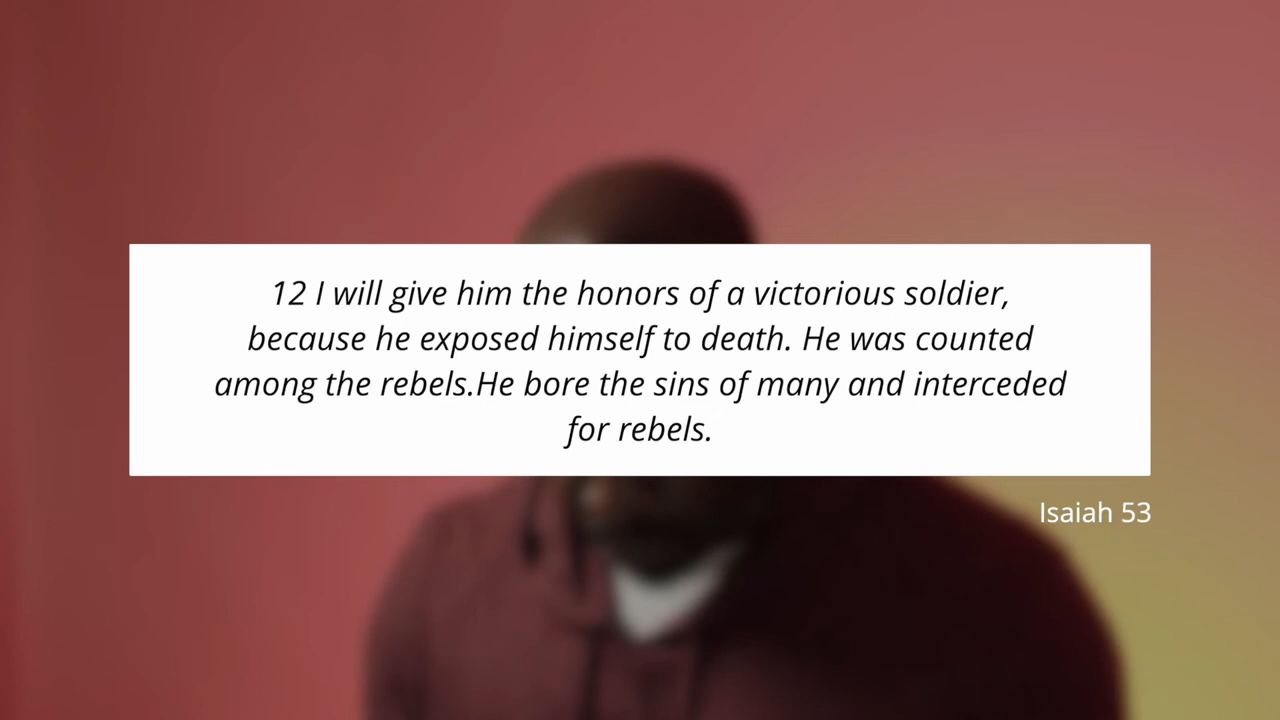 12 I will give him the honors of a victorious soldier,
because he exposed himself to death. He was counted
among the rebels.He bore the sins of many and interceded
for rebels.
Isaiah 53